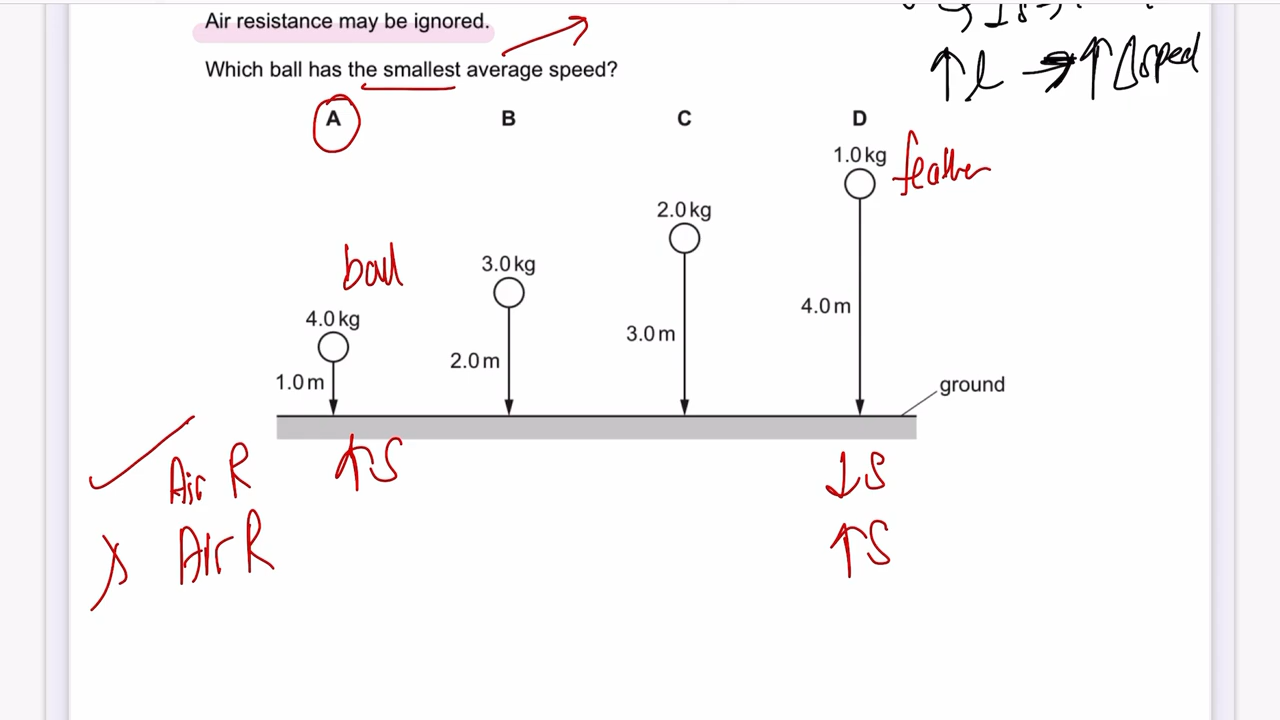 Air resistance may be ignored.
Which ball has the smallest average speed?
↑ℓ → ↑Δspeed
A B C D
1.0 kg feather
2.0 kg
ball
3.0 kg
4.0 kg
4.0 m
3.0 m
2.0 m
1.0 m
ground
✓ Air R ↑S ↓S
✗ Air R ↑S